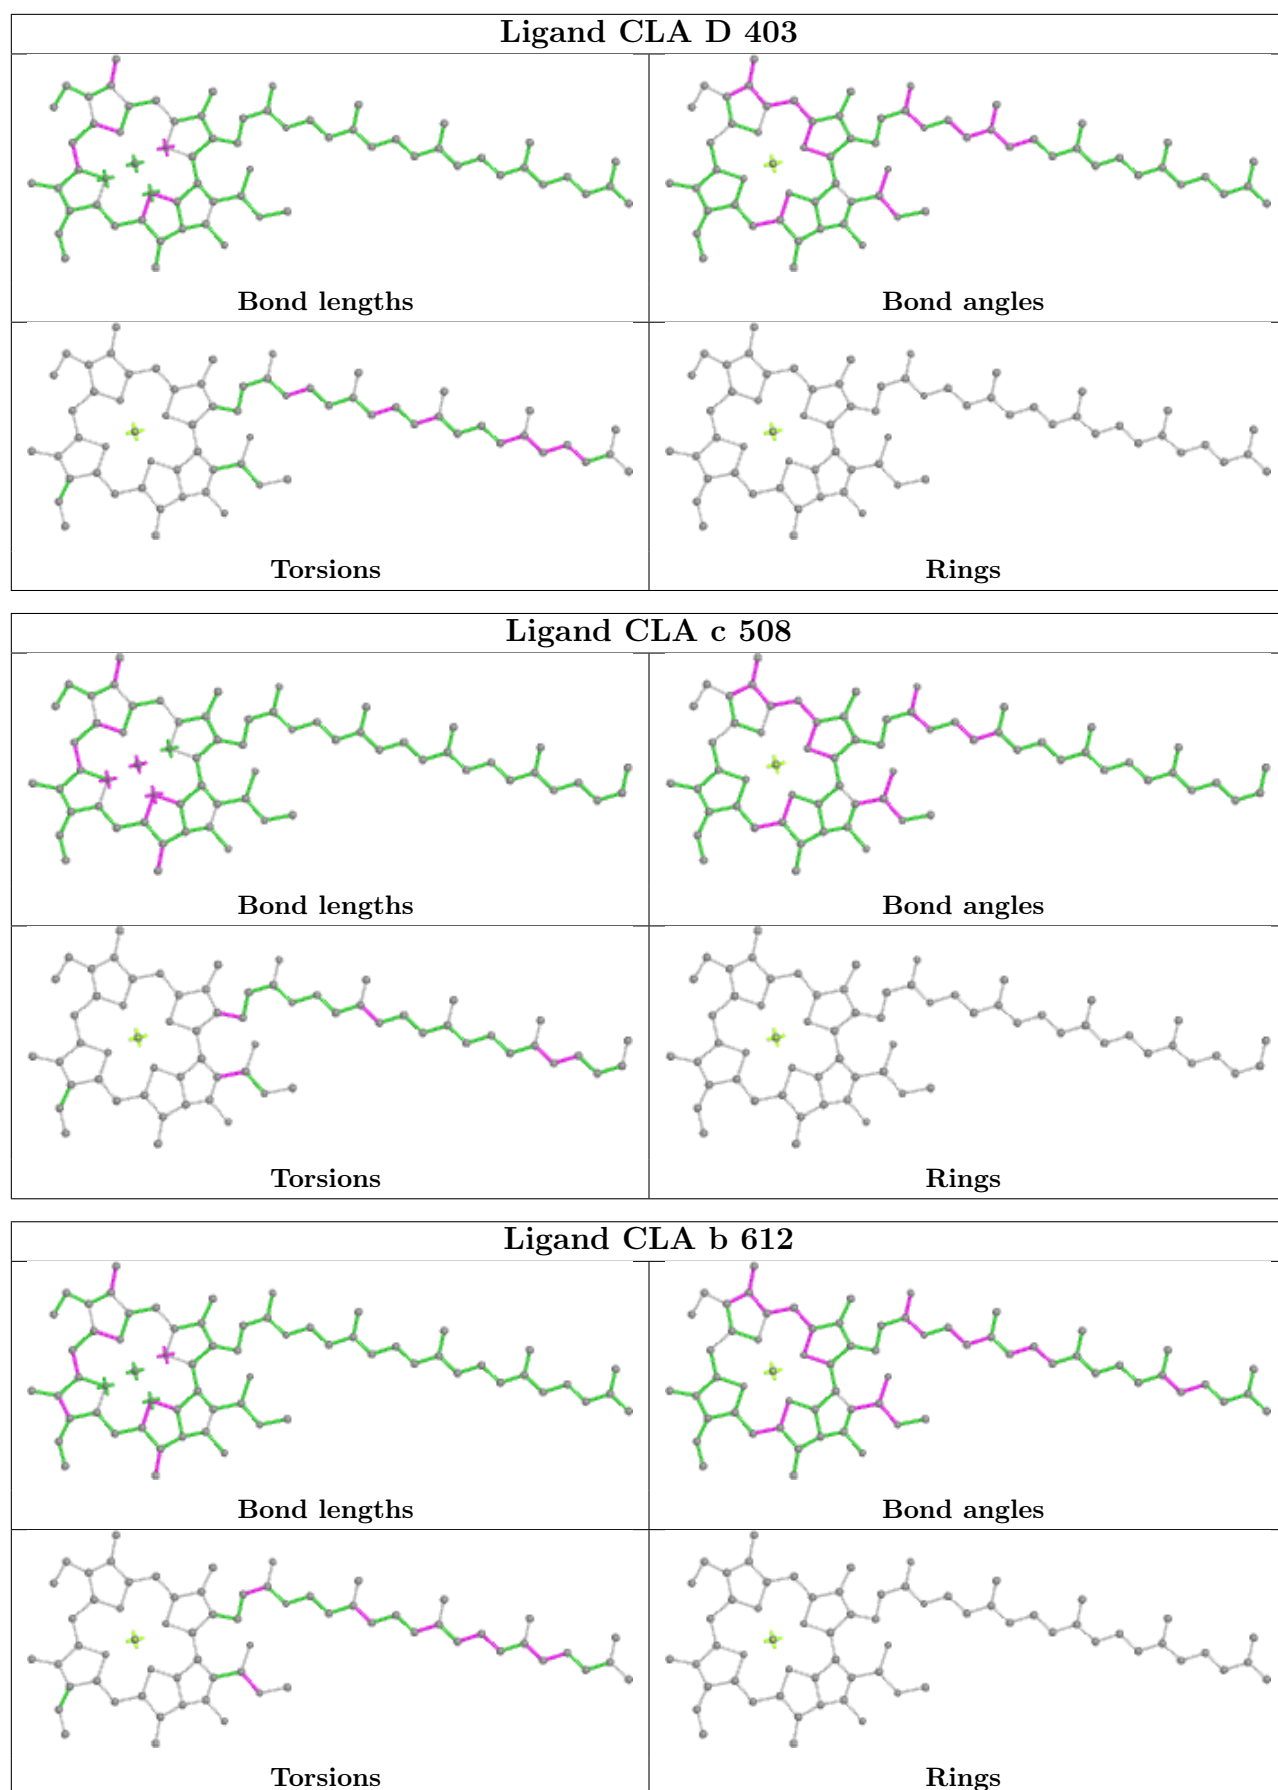 Ligand CLA D 403
Bond lengths
Bond angles
Torsions
Rings
Ligand CLA c 508
Bond lengths
Bond angles
Torsions
Rings
Ligand CLA b 612
Bond lengths
Bond angles
Torsions
Rings